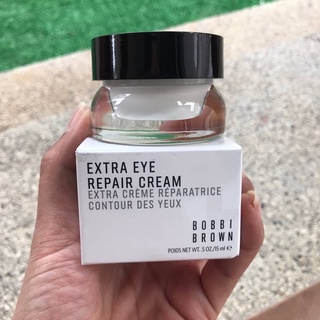 EXTRA EYE
REPAIR CREAM
EXTRA CRÈME RÉPARATRICE
CONTOUR DES YEUX
BOBBI
BROWN
POIDS NET WT. .5 OZ./15 ml ℮